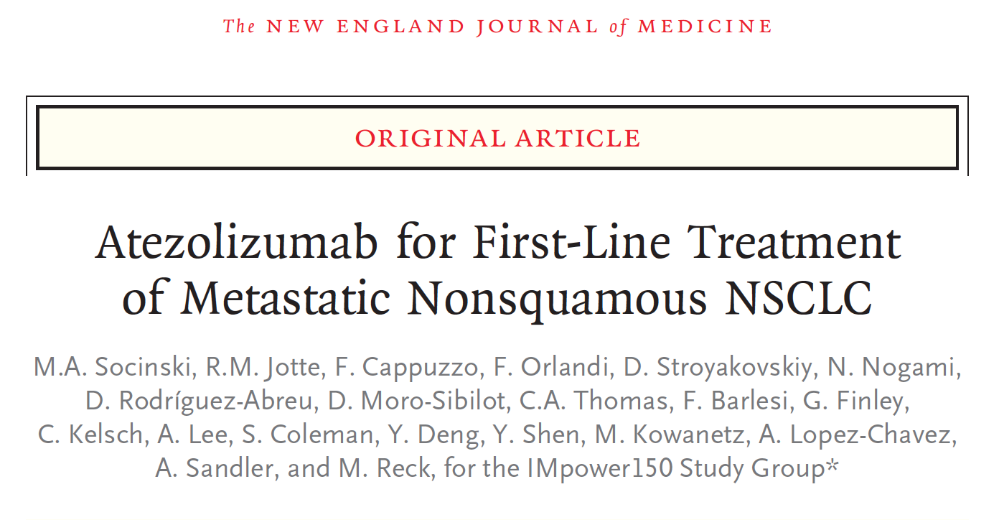 The NEW ENGLAND JOURNAL of MEDICINE
ORIGINAL ARTICLE
Atezolizumab for First-Line Treatment
of Metastatic Nonsquamous NSCLC
M.A. Socinski, R.M. Jotte, F. Cappuzzo, F. Orlandi, D. Stroyakovskiy, N. Nogami,
D. Rodríguez-Abreu, D. Moro-Sibilot, C.A. Thomas, F. Barlesi, G. Finley,
C. Kelsch, A. Lee, S. Coleman, Y. Deng, Y. Shen, M. Kowanetz, A. Lopez-Chavez,
A. Sandler, and M. Reck, for the IMpower150 Study Group*